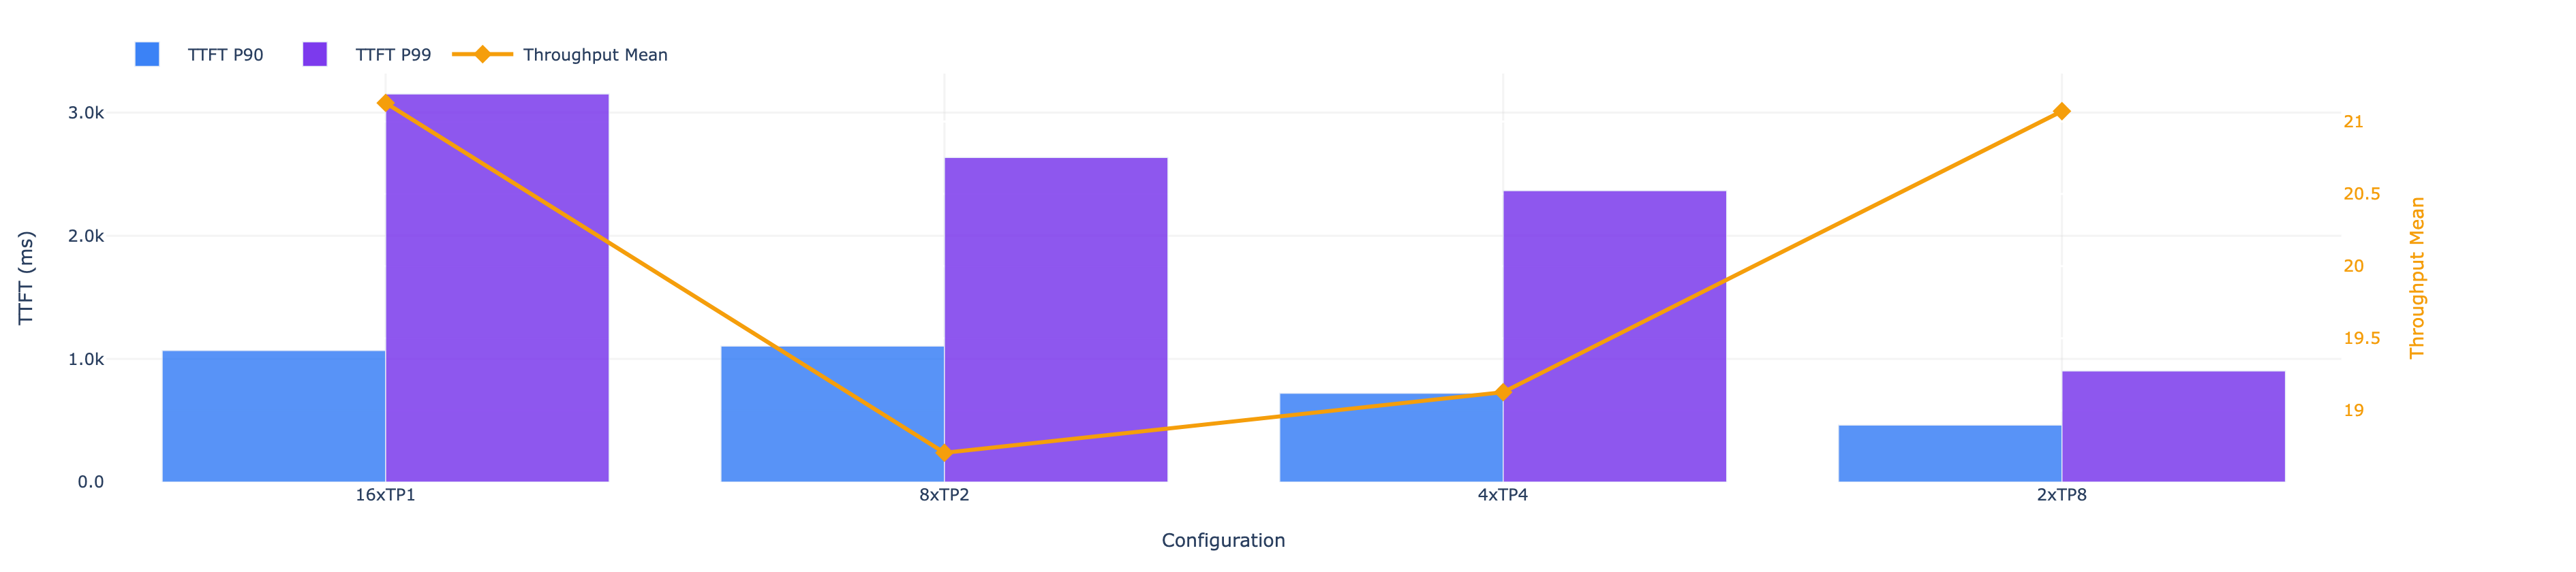 TTFT P90 TTFT P99 Throughput Mean
3.0k
2.0k
1.0k
0.0
TTFT (ms)
16xTP1 8xTP2 4xTP4 2xTP8
Configuration
21
20.5
20
19.5
19
Throughput Mean